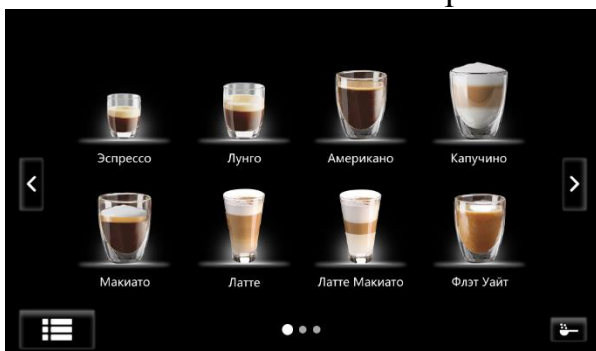 Эспрессо
Лунго
Американо
Капучино
Макиато
Латте
Латте Макиато
Флэт Уайт